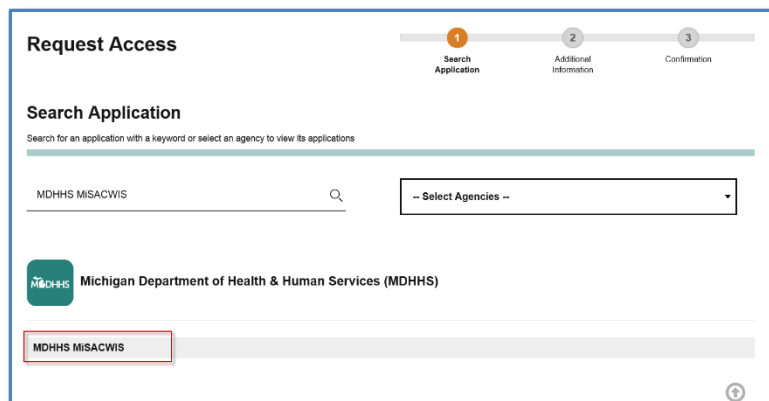 Request Access
1
2
3
Search
Application
Additional
Information
Confirmation
Search Application
Search for an application with a keyword or select an agency to view its applications
MDHHS MiSACWIS
-- Select Agencies --
MDHHS
Michigan Department of Health & Human Services (MDHHS)
MDHHS MiSACWIS